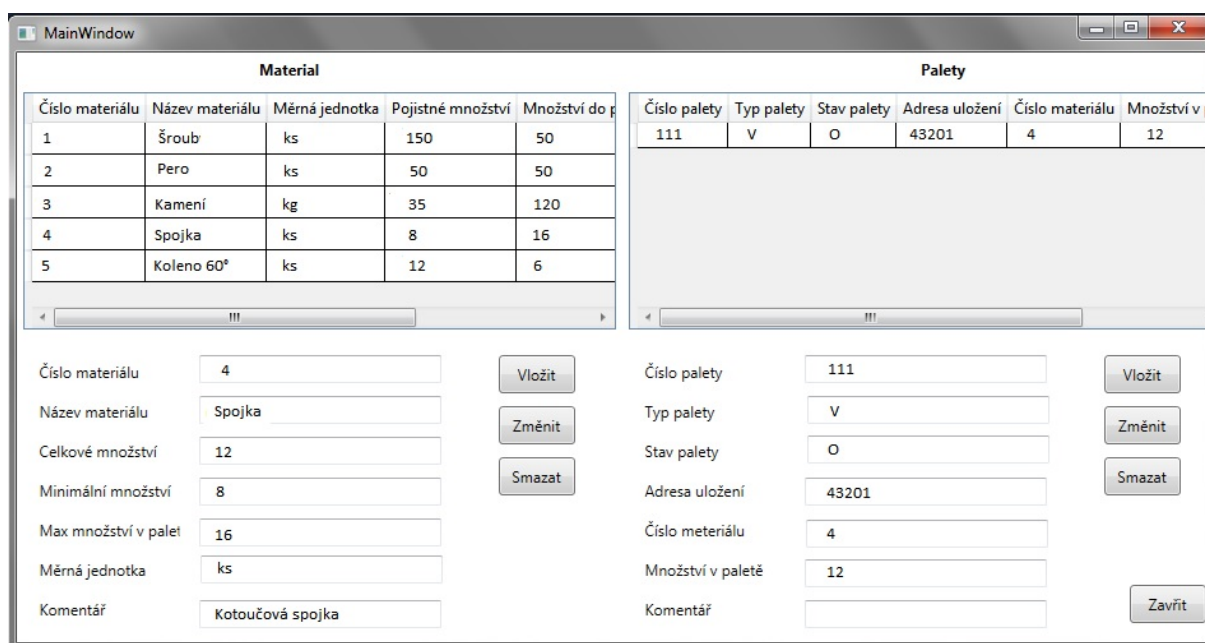 MainWindow
Material
Číslo materiálu Název materiálu Měrná jednotka Pojistné množství Množství do p
1 Šroub ks 150 50
2 Pero ks 50 50
3 Kamení kg 35 120
4 Spojka ks 8 16
5 Koleno 60° ks 12 6
Palety
Číslo palety Typ palety Stav palety Adresa uložení Číslo materiálu Množství v
111 V O 43201 4 12
Číslo materiálu 4
Název materiálu Spojka
Celkové množství 12
Minimální množství 8
Max množství v palet 16
Měrná jednotka ks
Komentář Kotoučová spojka
Vložit
Změnit
Smazat
Číslo palety 111
Typ palety V
Stav palety O
Adresa uložení 43201
Číslo meteriálu 4
Množství v paletě 12
Komentář
Vložit
Změnit
Smazat
Zavřit